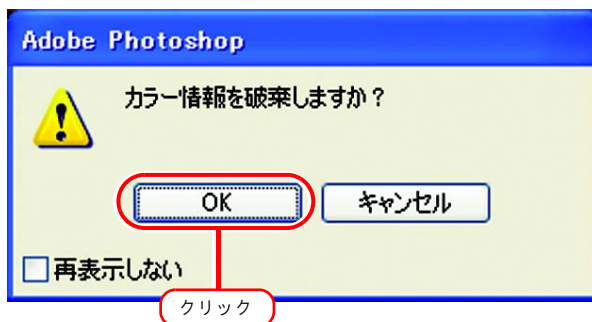 Adobe Photoshop
カラー情報を破棄しますか？
OK
キャンセル
再表示しない
クリック